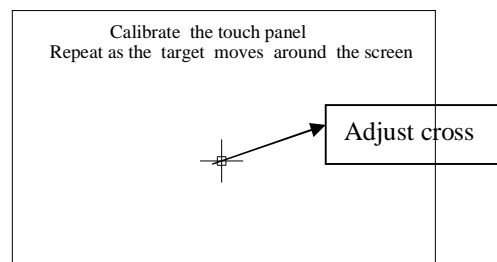 Calibrate the touch panel
Repeat as the target moves around the screen
Adjust cross